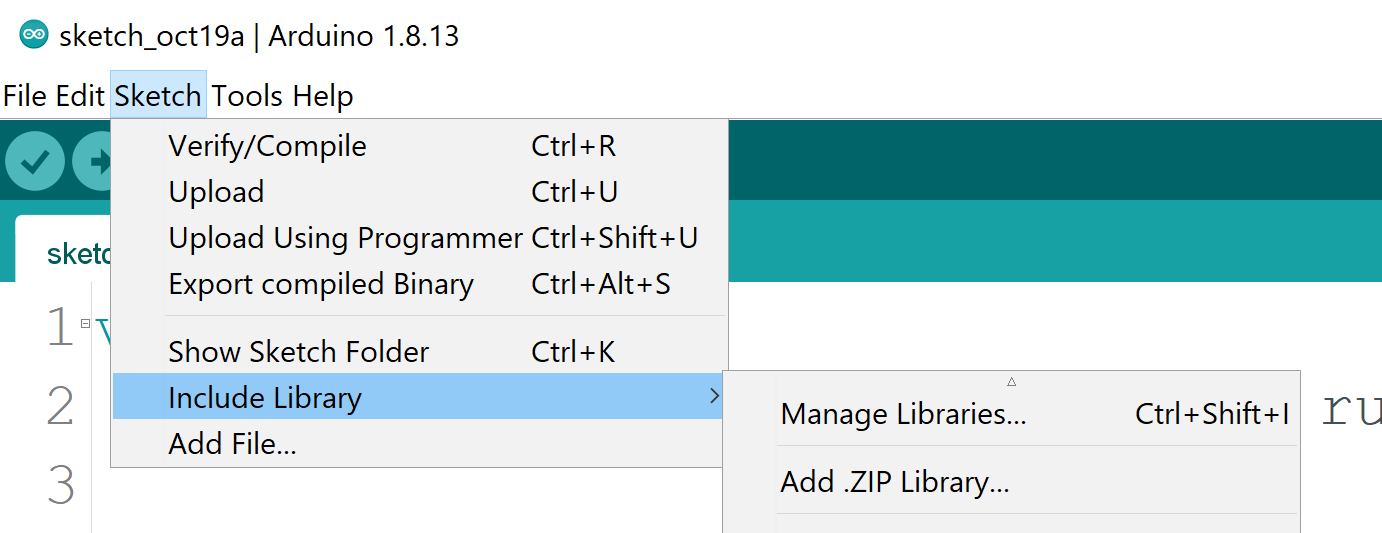 sketch_oct19a | Arduino 1.8.13
File Edit Sketch Tools Help
Verify/Compile Ctrl+R
Upload Ctrl+U
Upload Using Programmer Ctrl+Shift+U
Export compiled Binary Ctrl+Alt+S
Show Sketch Folder Ctrl+K
Include Library
Add File...
Manage Libraries... Ctrl+Shift+I
Add .ZIP Library...
sketc
1 v
2 ru
3